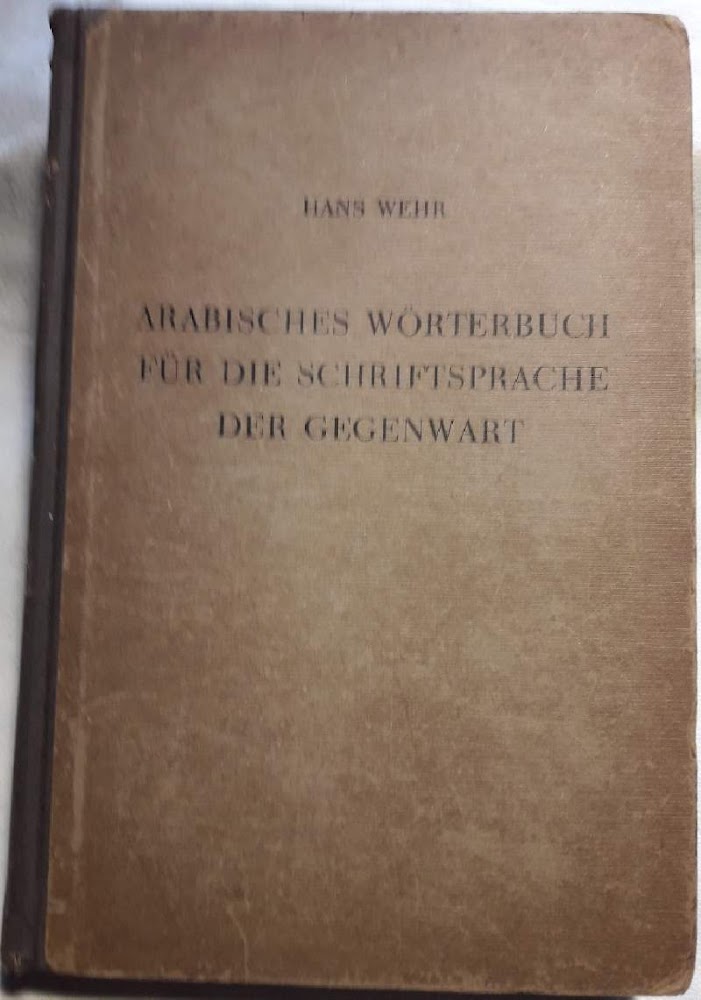 HANS WEHR
ARABISCHES WÖRTERBUCH
FÜR DIE SCHRIFTSPRACHE
DER GEGENWART